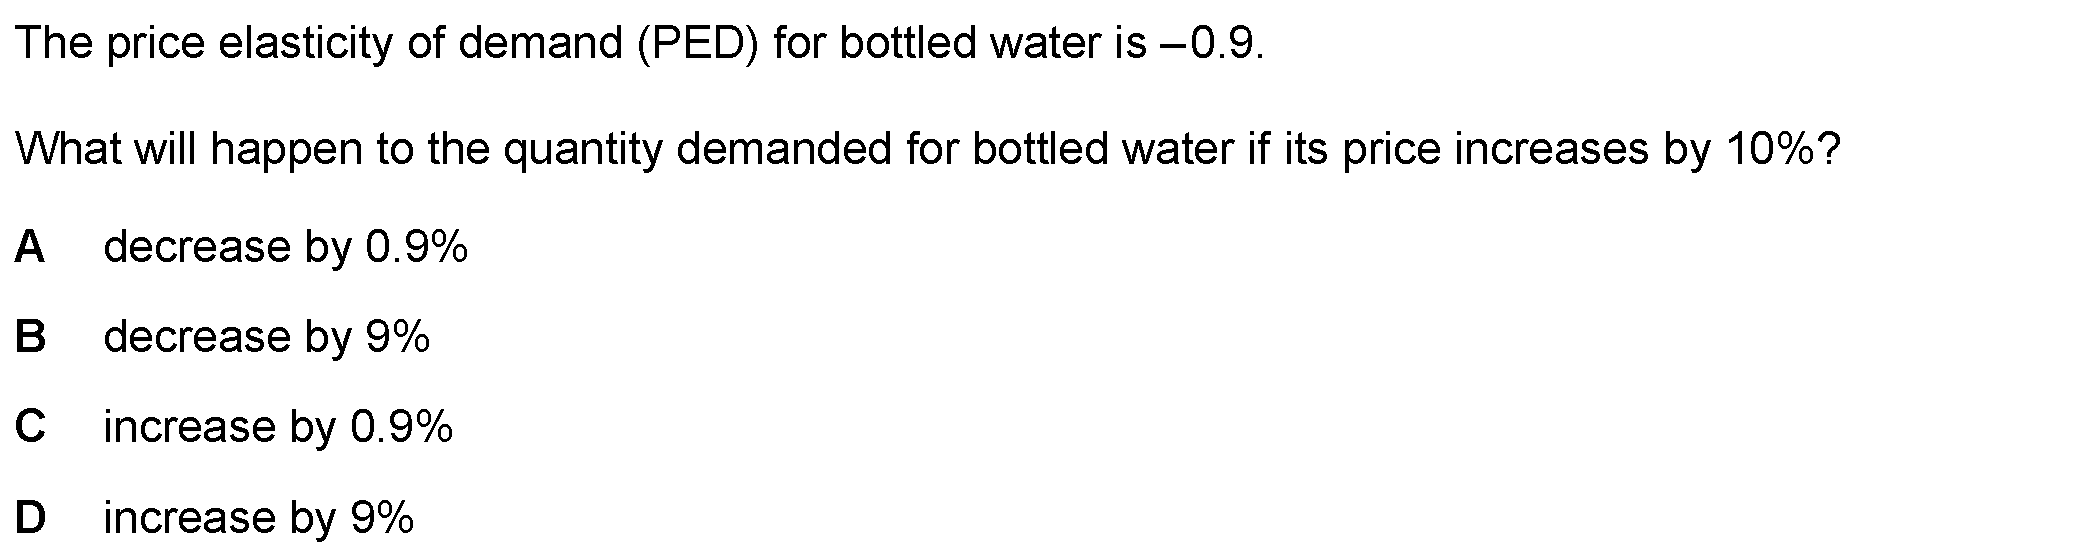 The price elasticity of demand (PED) for bottled water is –0.9.
What will happen to the quantity demanded for bottled water if its price increases by 10%?
A decrease by 0.9%
B decrease by 9%
C increase by 0.9%
D increase by 9%